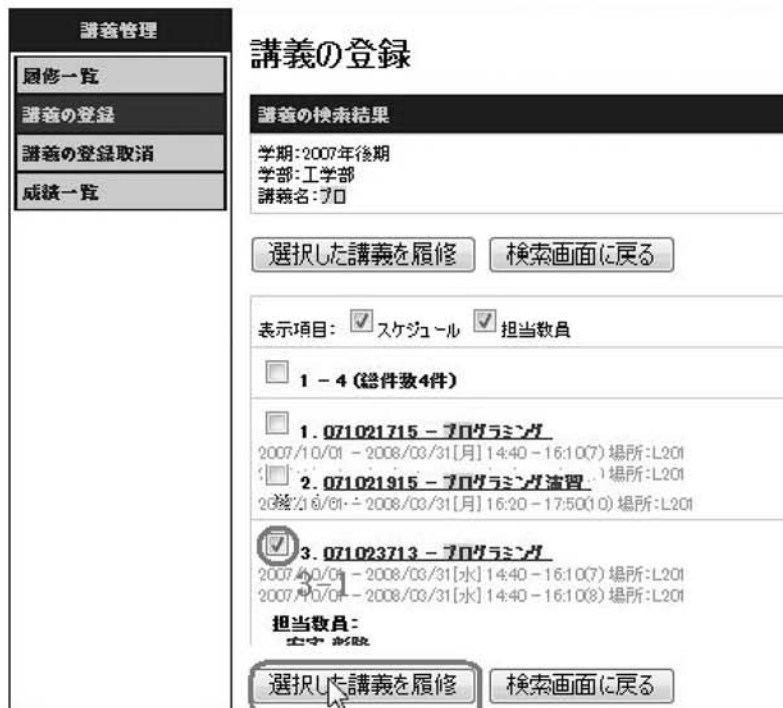 講義管理
履修一覧
講義の登録
講義の登録取消
成績一覧
講義の登録
講義の検索結果
学期:2007年後期
学部:工学部
講義名:プロ
選択した講義を履修 検索画面に戻る
表示項目: スケジュール 担当教員
1 - 4 (総件数4件)
1. 071021715 - プログラミング
2007/10/01 - 2008/03/31[月] 14:40 - 16:10(7) 場所:L201
場所:L201
2. 071021915 - プログラミング演習
2007/10/01 - 2008/03/31[月] 16:20 - 17:50(10) 場所:L201
3. 071023713 - プログラミング
2007/10/01 - 2008/03/31[水] 14:40 - 16:10(7) 場所:L201
2007/10/01 - 2008/03/31[水] 14:40 - 16:10(8) 場所:L201
3-1
担当教員:
選択した講義を履修 検索画面に戻る